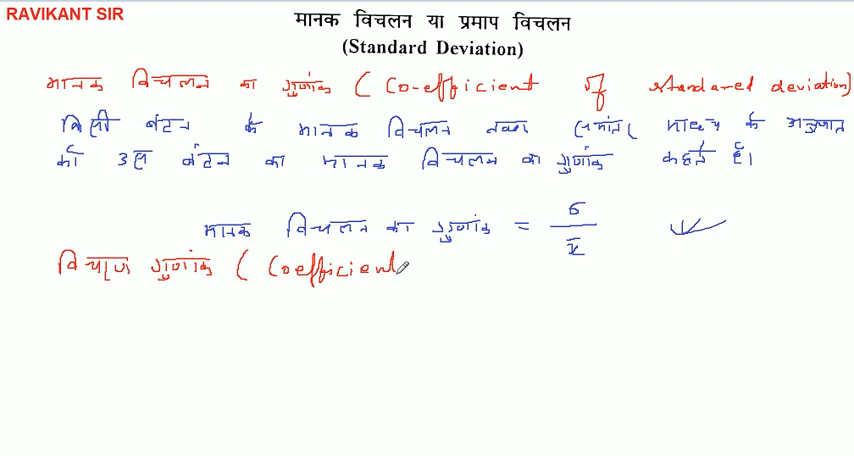 RAVIKANT SIR
मानक विचलन या प्रमाप विचलन
(Standard Deviation)
मानक विचलन का गुणांक ( Co-efficient of standared deviation)
किसी बंटन के मानक विचलन तथा समांतर माध्य के अनुपात
को उस बंटन का मानक विचलन का गुणांक कहते हैं।
मानक विचलन का गुणांक = σ / x̄
विचरण गुणांक ( Coefficient